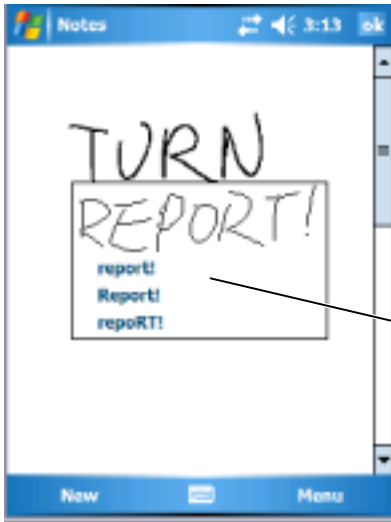 Notes 3:13 ok
TURN
REPORT!
report!
Report!
repoRT!
New Menu